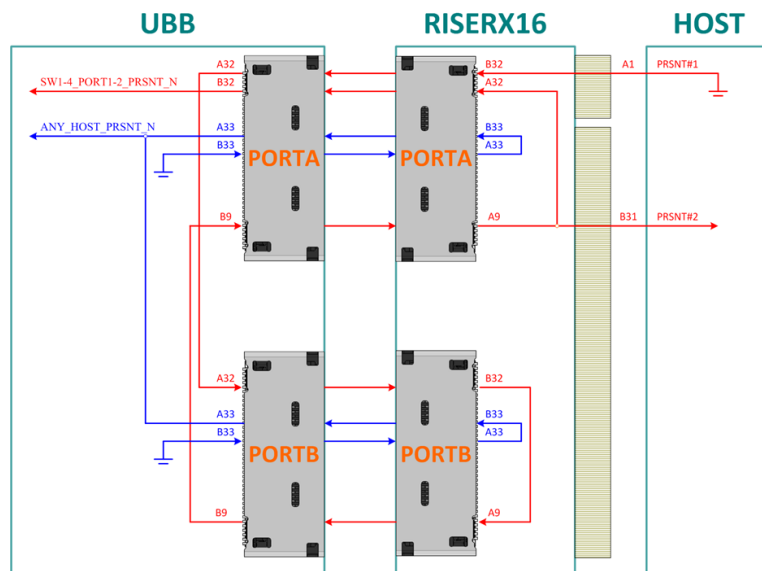 UBB
RISERX16
HOST
A32
B32
A1
PRSNT#1
SW1-4_PORT1-2_PRSNT_N
B32
A32
ANY_HOST_PRSNT_N
A33
B33
B33
A33
PORTA
PORTA
B9
A9
B31
PRSNT#2
A32
B32
A33
B33
B33
A33
PORTB
PORTB
B9
A9